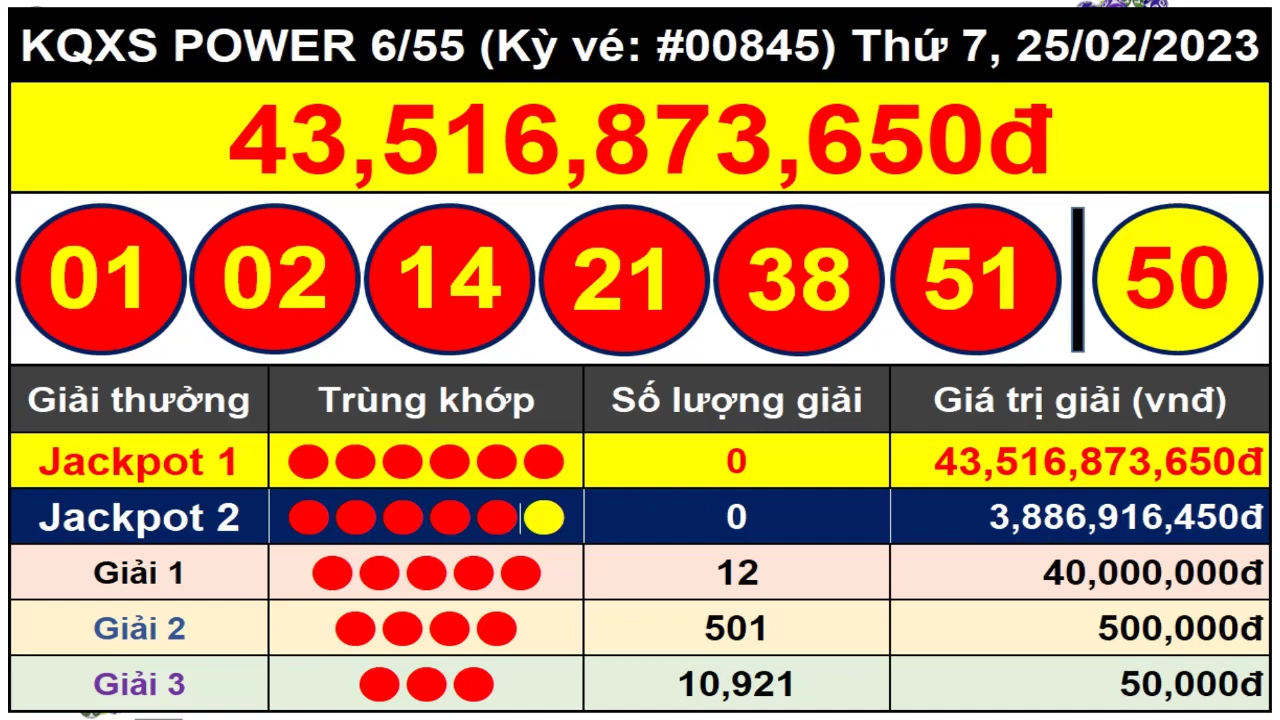 KQXS POWER 6/55 (Kỳ vé: #00845) Thứ 7, 25/02/2023
43,516,873,650đ
01 02 14 21 38 51 50
Giải thưởng Trùng khớp Số lượng giải Giá trị giải (vnđ)
Jackpot 1 0 43,516,873,650đ
Jackpot 2 0 3,886,916,450đ
Giải 1 12 40,000,000đ
Giải 2 501 500,000đ
Giải 3 10,921 50,000đ